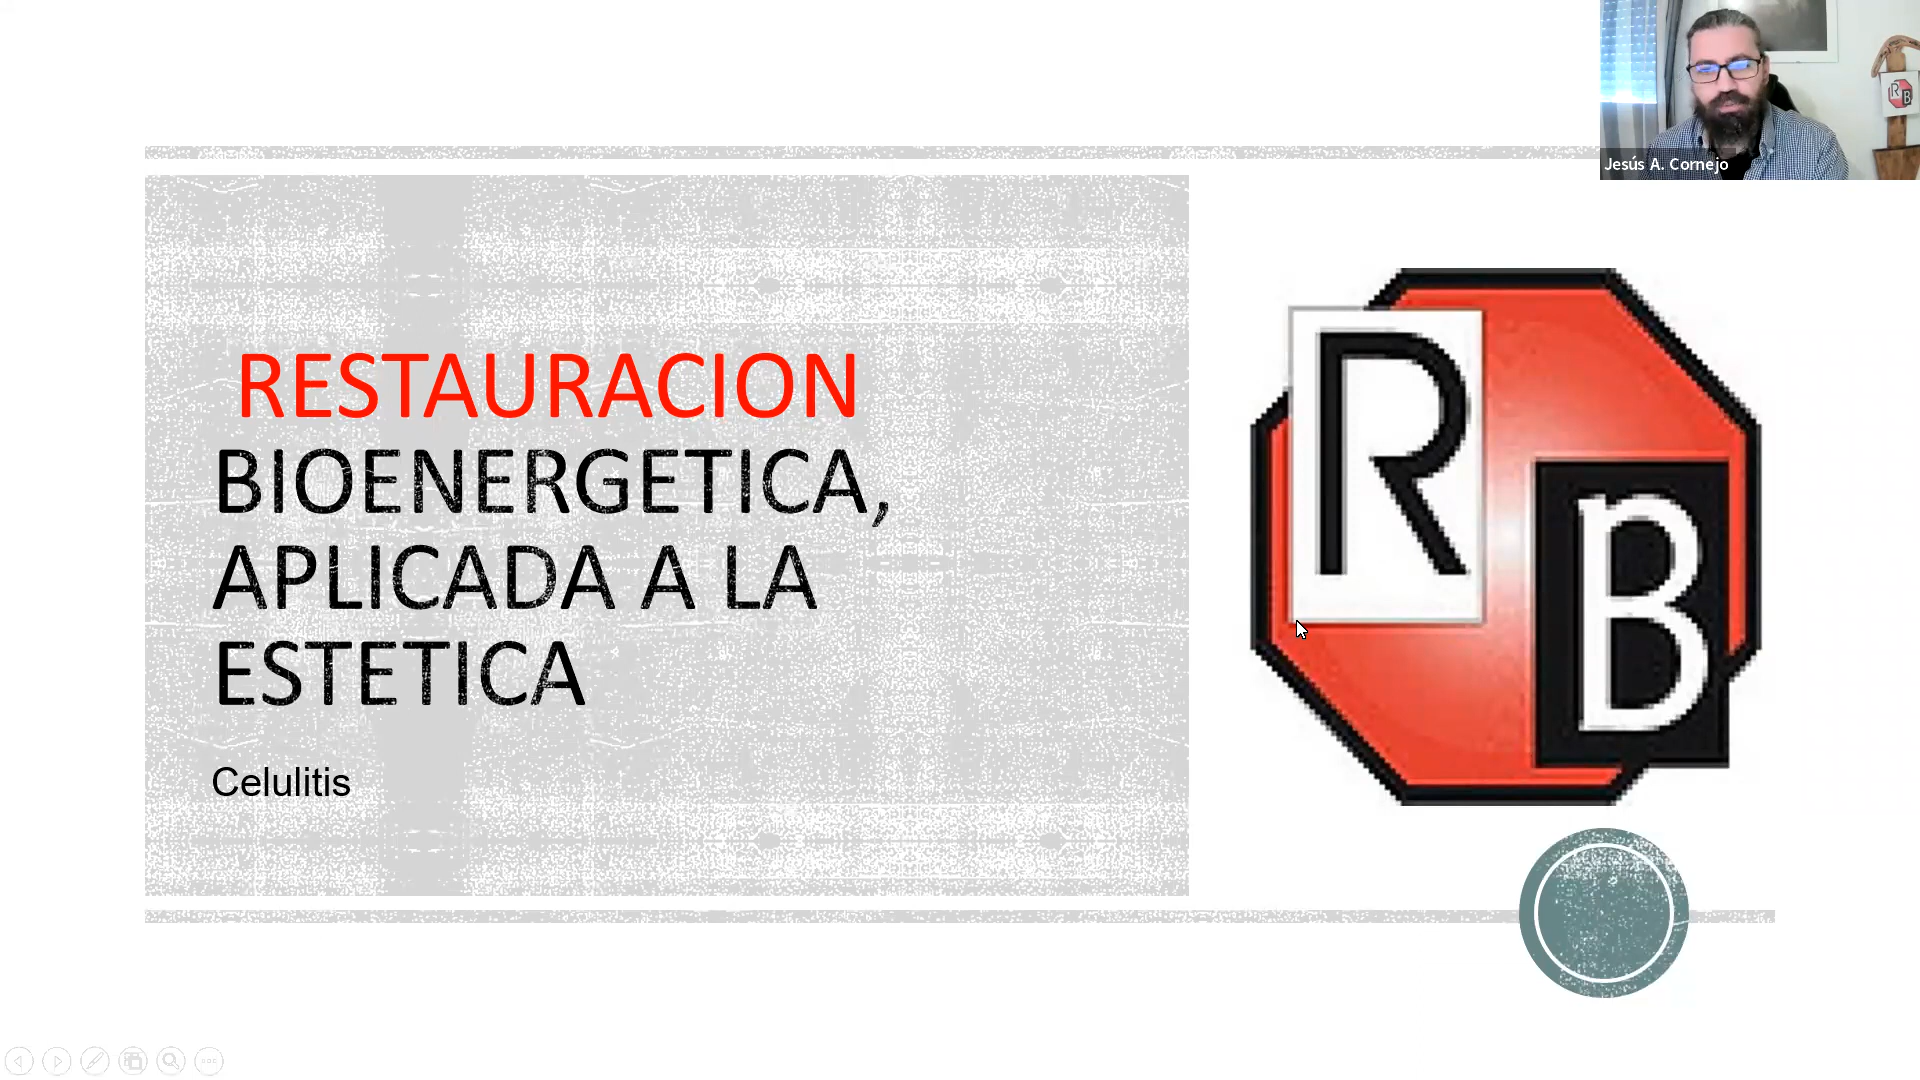 Jesús A. Cornejo
RESTAURACION
BIOENERGETICA,
APLICADA A LA
ESTETICA
Celulitis
R
B
R
B